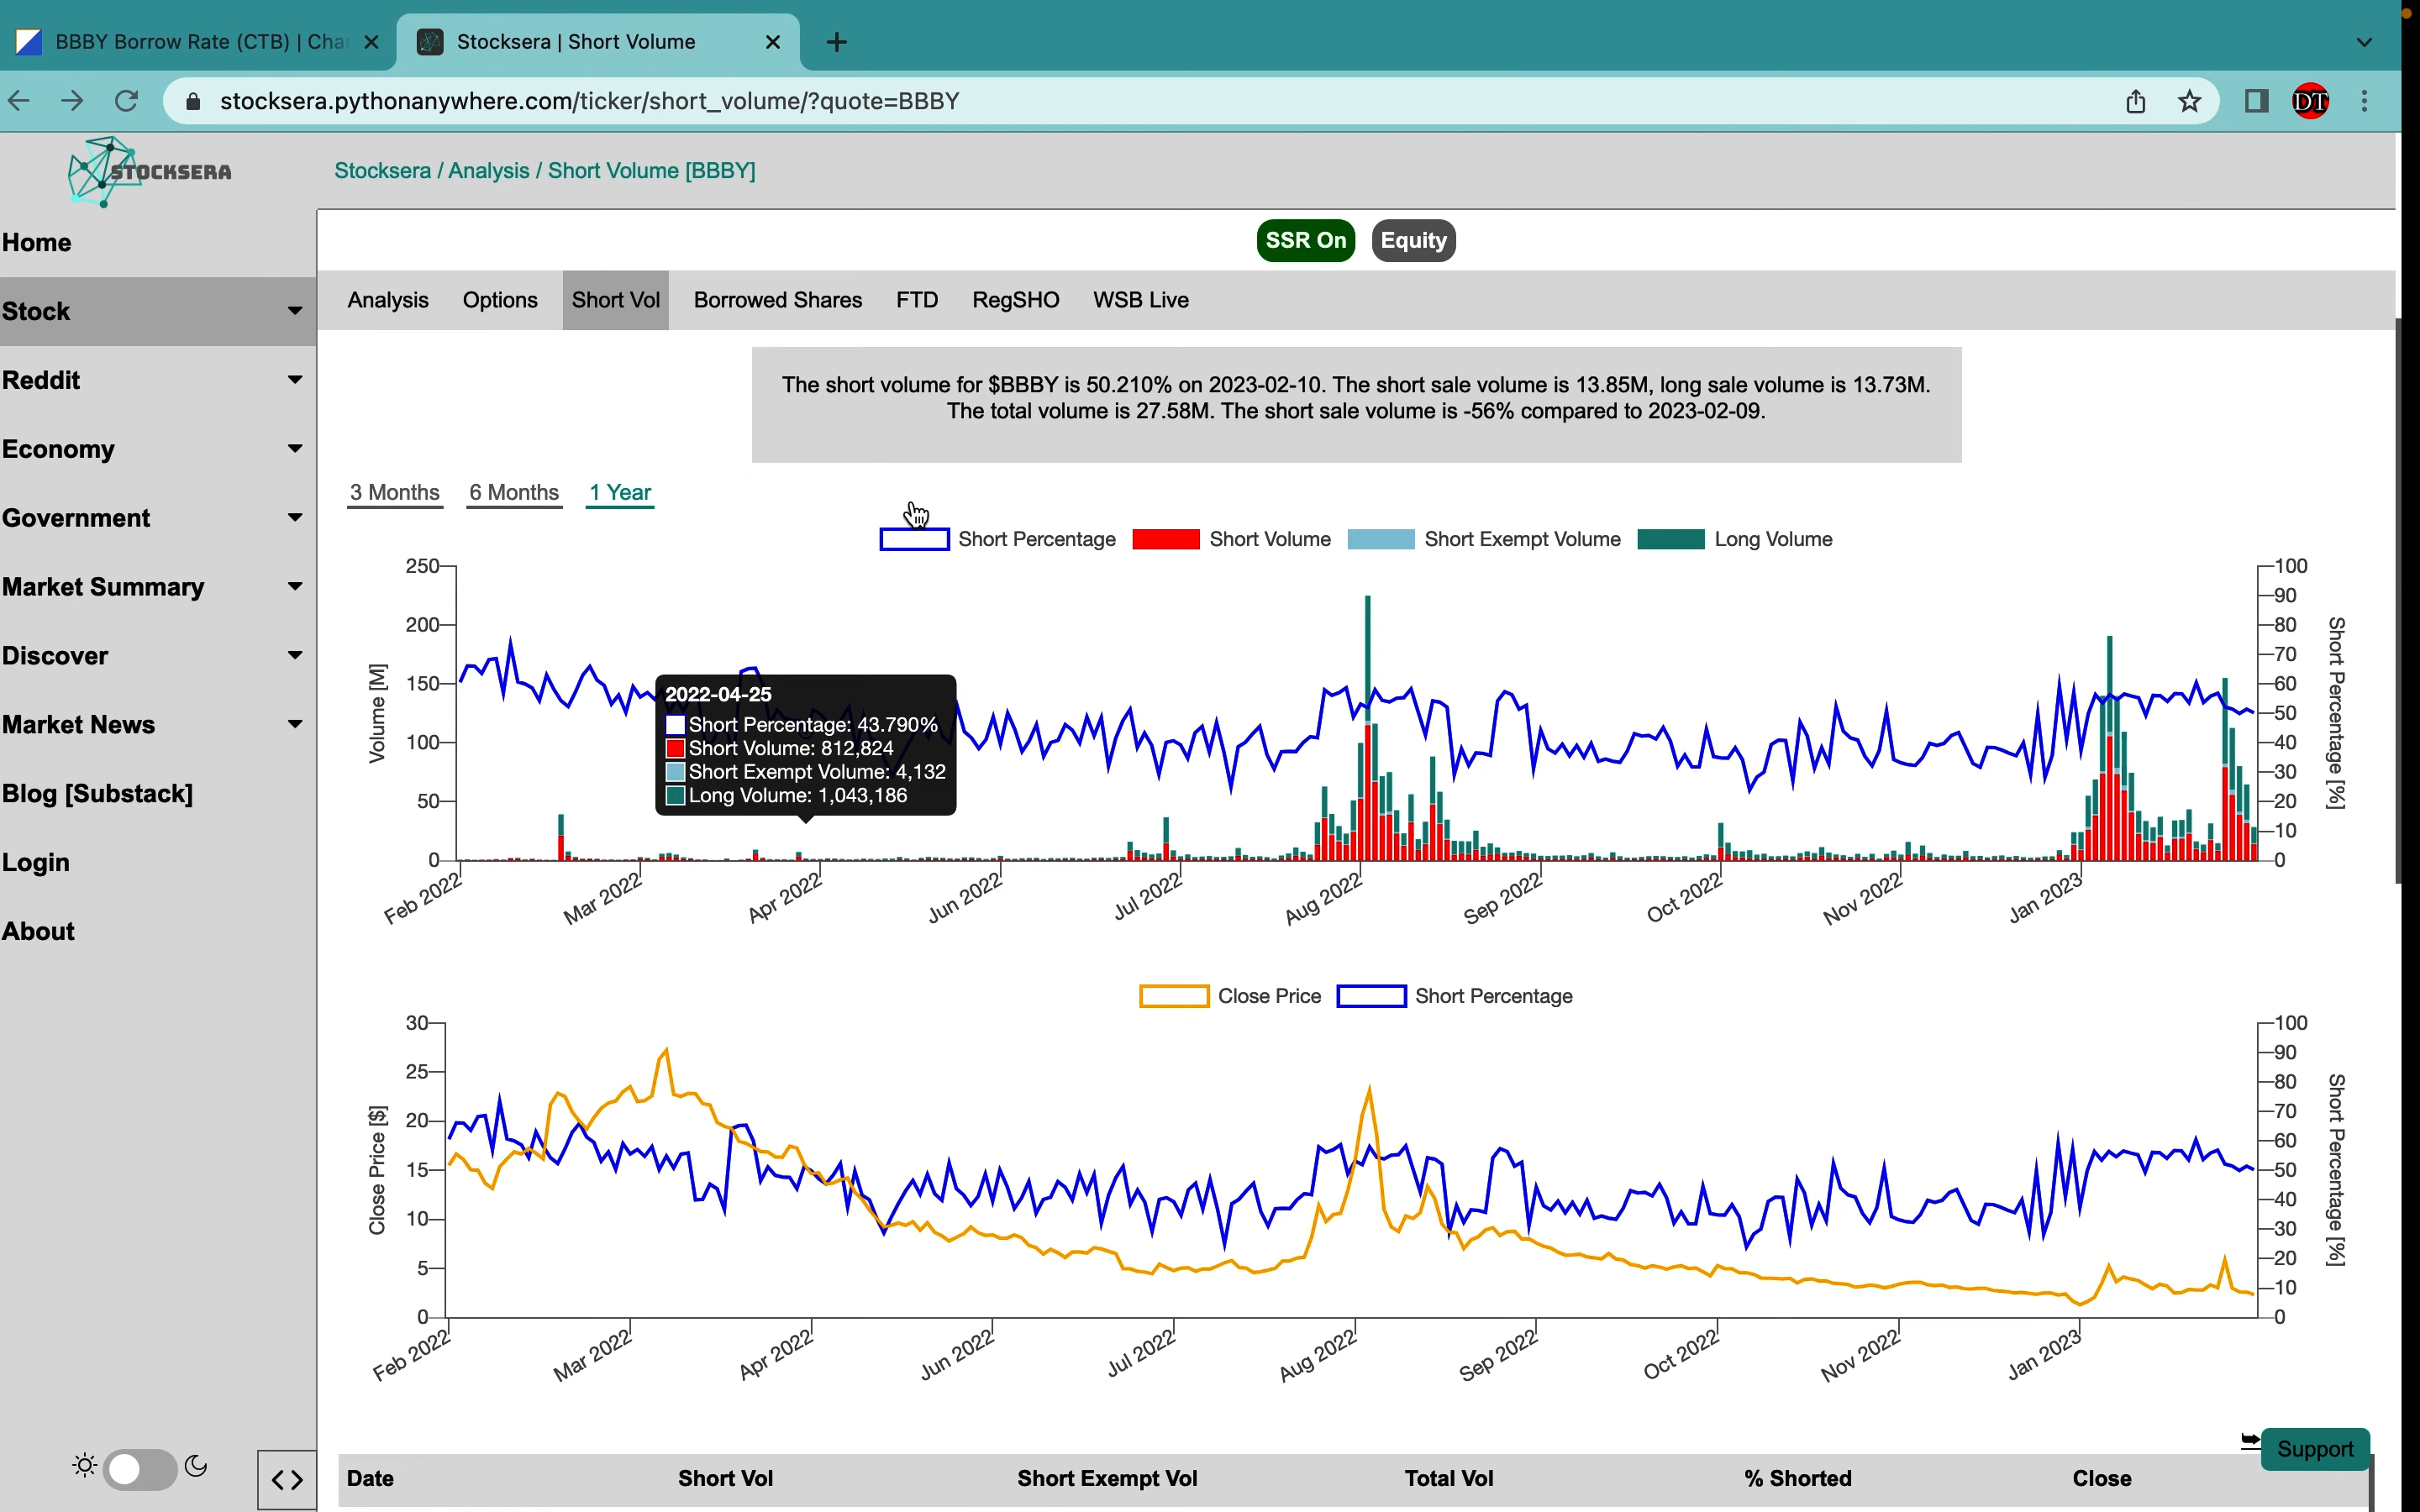 BBBY Borrow Rate (CTB) | Cha
Stocksera | Short Volume
stocksera.pythonanywhere.com/ticker/short_volume/?quote=BBBY
DT
STOCKSERA
Stocksera / Analysis / Short Volume [BBBY]
Home
Stock
Reddit
Economy
Government
Market Summary
Discover
Market News
Blog [Substack]
Login
About
SSR On
Equity
Analysis Options Short Vol Borrowed Shares FTD RegSHO WSB Live
The short volume for $BBBY is 50.210% on 2023-02-10. The short sale volume is 13.85M, long sale volume is 13.73M.
The total volume is 27.58M. The short sale volume is -56% compared to 2023-02-09.
3 Months 6 Months 1 Year
Short Percentage Short Volume Short Exempt Volume Long Volume
Volume [M]
250
200
150
100
50
0
2022-04-25
Short Percentage: 43.790%
Short Volume: 812,824
Short Exempt Volume: 4,132
Long Volume: 1,043,186
100
90
80
70
60
50
40
30
20
10
0
Short Percentage [%]
Feb 2022 Mar 2022 Apr 2022 Jun 2022 Jul 2022 Aug 2022 Sep 2022 Oct 2022 Nov 2022 Jan 2023
Close Price Short Percentage
Close Price [$]
30
25
20
15
10
5
0
100
90
80
70
60
50
40
30
20
10
0
Short Percentage [%]
Feb 2022 Mar 2022 Apr 2022 Jun 2022 Jul 2022 Aug 2022 Sep 2022 Oct 2022 Nov 2022 Jan 2023
Support
Date Short Vol Short Exempt Vol Total Vol % Shorted Close